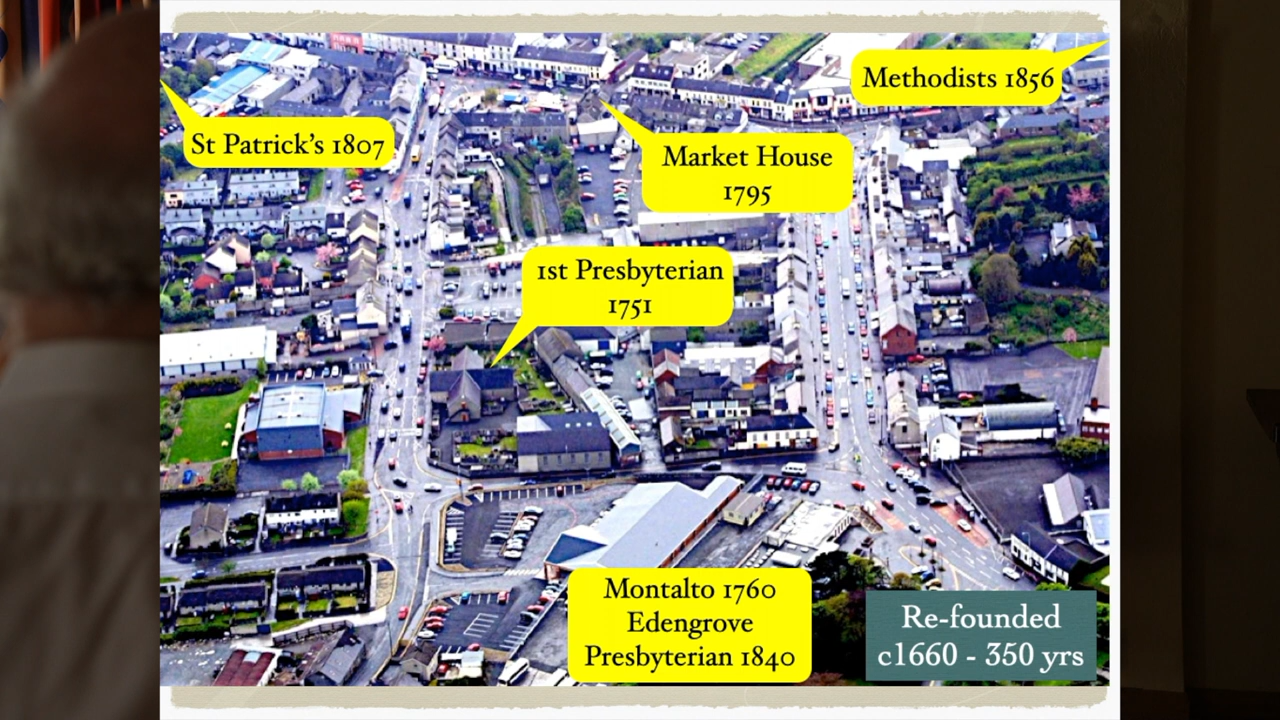 Methodists 1856
St Patrick's 1807
Market House
1795
1st Presbyterian
1751
Montalto 1760
Edengrove
Presbyterian 1840
Re-founded
c1660 - 350 yrs